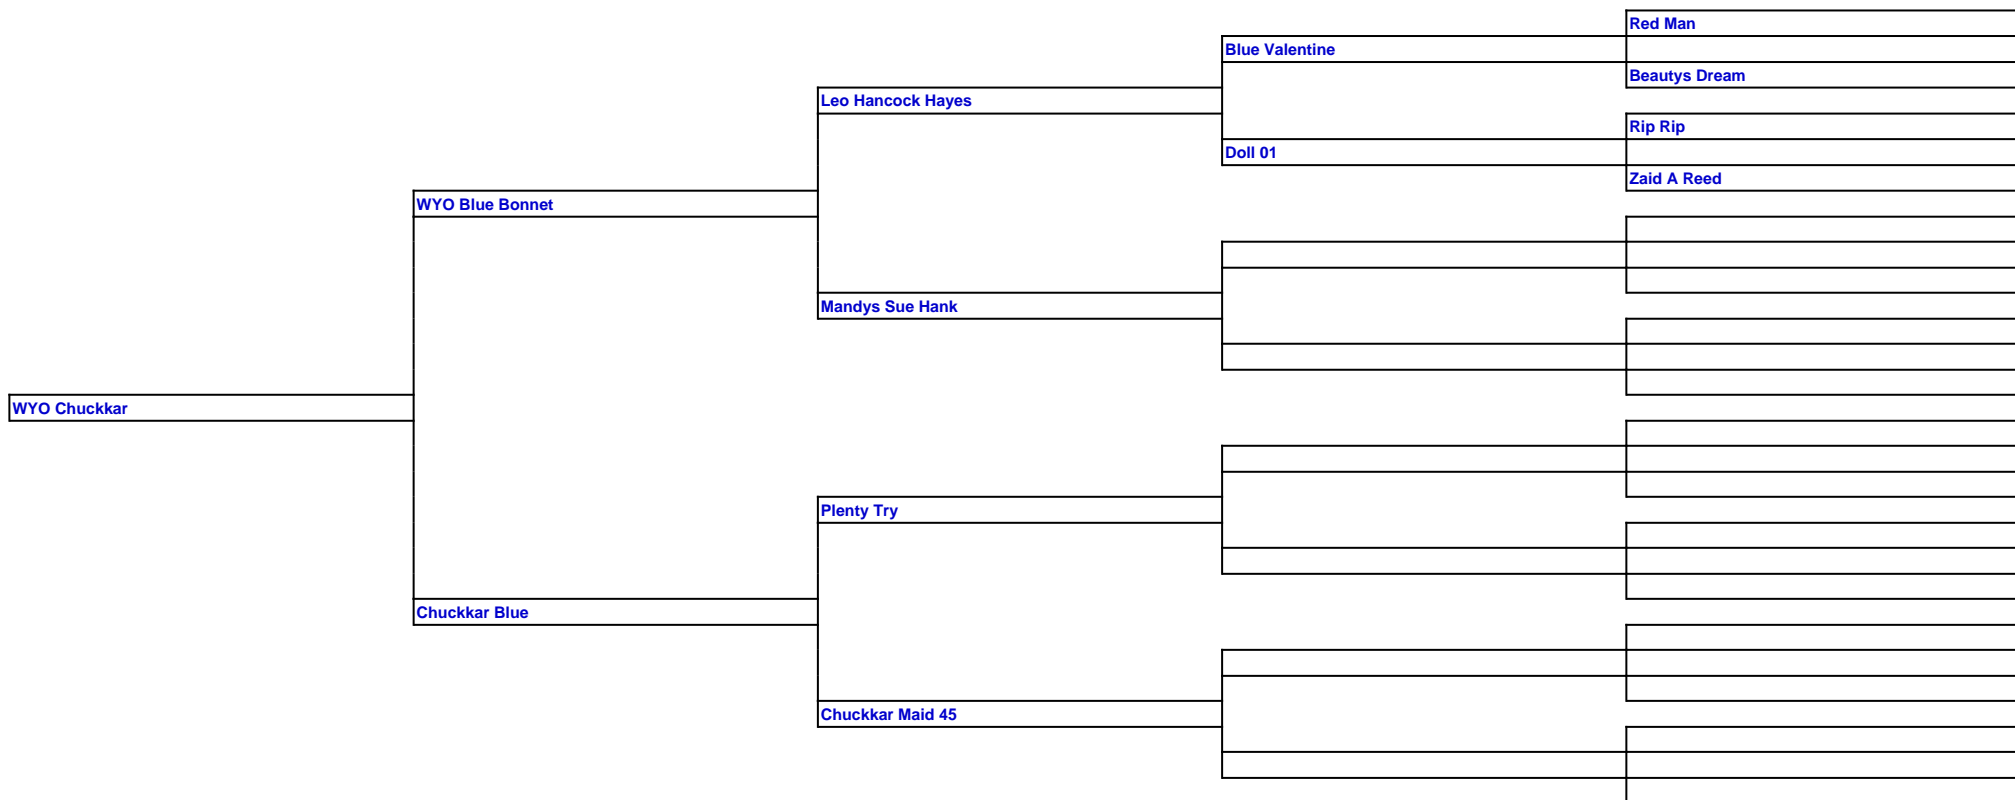 Red Man
Blue Valentine
Beautys Dream
Leo Hancock Hayes
Rip Rip
Doll 01
Zaid A Reed
WYO Blue Bonnet
Mandys Sue Hank
WYO Chuckkar
Plenty Try
Chuckkar Blue
Chuckkar Maid 45